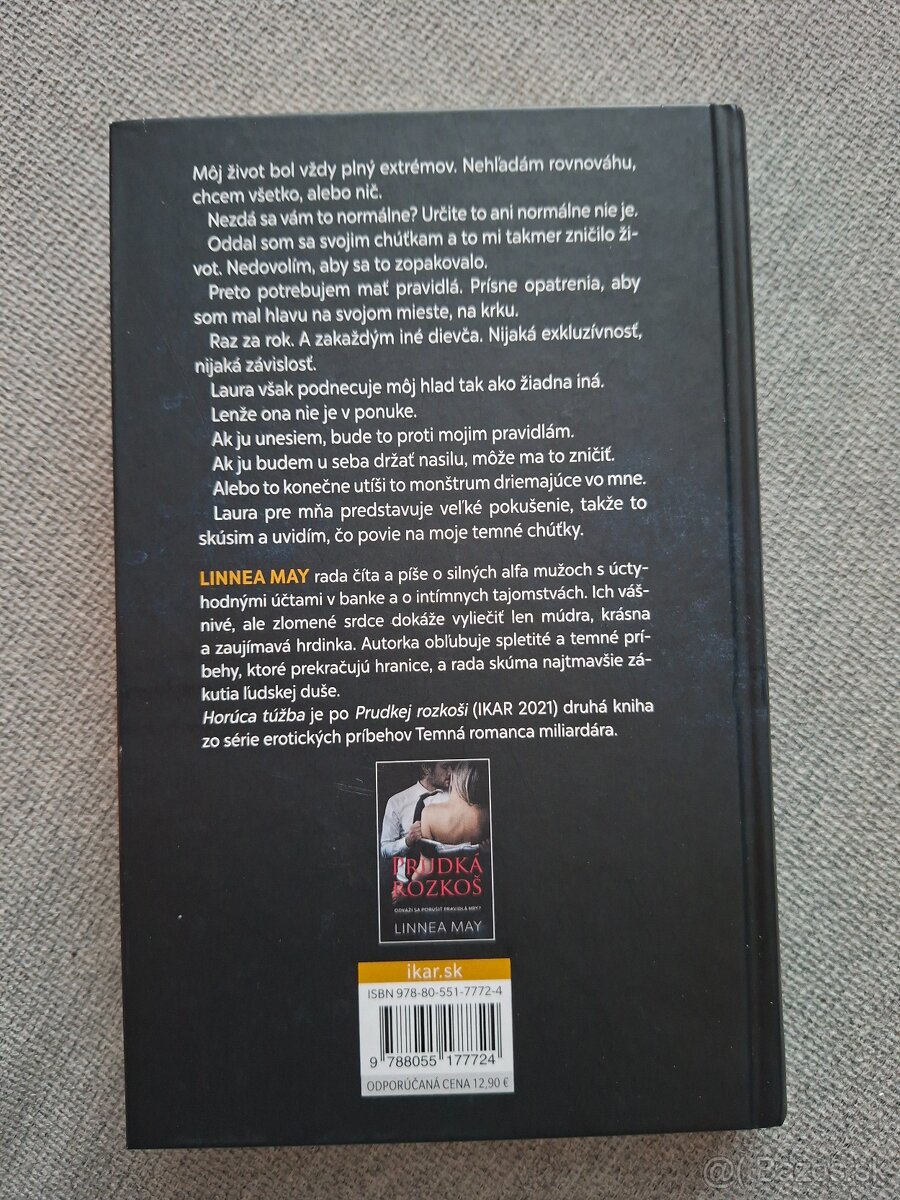 Môj život bol vždy plný extrémov. Nehľadám rovnováhu,
chcem všetko, alebo nič.
Nezdá sa vám to normálne? Určite to ani normálne nie je.
Oddal som sa svojim chúťkam a to mi takmer zničilo ži-
vot. Nedovolím, aby sa to zopakovalo.
Preto potrebujem mať pravidlá. Prísne opatrenia, aby
som mal hlavu na svojom mieste, na krku.
Raz za rok. A zakaždým iné dievča. Nijaká exkluzívnosť,
nijaká závislosť.
Laura však podnecuje môj hlad tak ako žiadna iná.
Lenže ona nie je v ponuke.
Ak ju unesiem, bude to proti mojim pravidlám.
Ak ju budem u seba držať nasilu, môže ma to zničiť.
Alebo to konečne utíši to monštrum driemajúce vo mne.
Laura pre mňa predstavuje veľké pokušenie, takže to
skúsim a uvidím, čo povie na moje temné chúťky.
LINNEA MAY rada číta a píše o silných alfa mužoch s úcty-
hodnými účtami v banke a o intímnych tajomstvách. Ich váš-
nivé, ale zlomené srdce dokáže vyliečiť len múdra, krásna
a zaujímavá hrdinka. Autorka obľubuje spletité a temné prí-
behy, ktoré prekračujú hranice, a rada skúma najtmavšie zá-
kutia ľudskej duše.
Horúca túžba je po Prudkej rozkoši (IKAR 2021) druhá kniha
zo série erotických príbehov Temná romanca miliardára.
PRUDKÁ
ROZKOŠ
ODVÁŽI SA PORUŠIŤ PRAVIDLÁ HRY?
LINNEA MAY
ikar.sk
ISBN 978-80-551-7772-4
9 788055 177724
ODPORÚČANÁ CENA 12,90 €
Bazos.sk